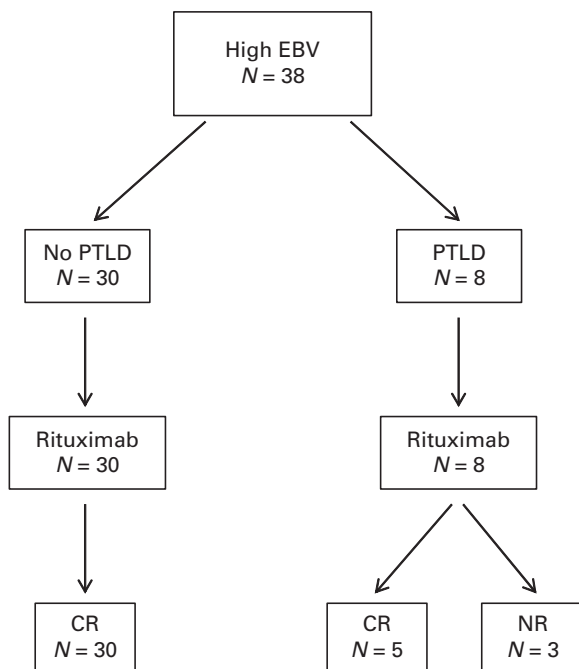 High EBV
N = 38
No PTLD
N = 30
PTLD
N = 8
Rituximab
N = 30
Rituximab
N = 8
CR
N = 30
CR
N = 5
NR
N = 3